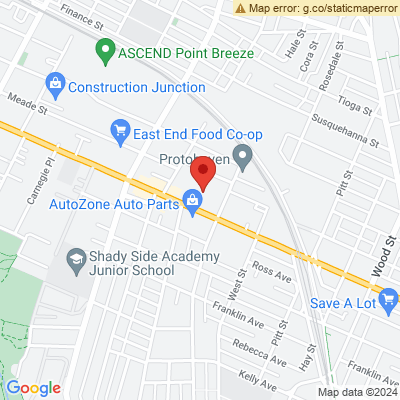 Map error: g.co/staticmaperror
Finance St
Hale St
Cora St
Rosedale St
ASCEND Point Breeze
Construction Junction
Meade St
Tioga St
Susquehanna St
East End Food Co-op
Protohaven
Carnegie Pl
Pitt St
AutoZone Auto Parts
Wood St
Shady Side Academy
Junior School
Ross Ave
West St
Save A Lot
Franklin Ave
Pitt St
Hay St
Rebecca Ave
Franklin Ave
Kelly Ave
Google
Map data ©2024